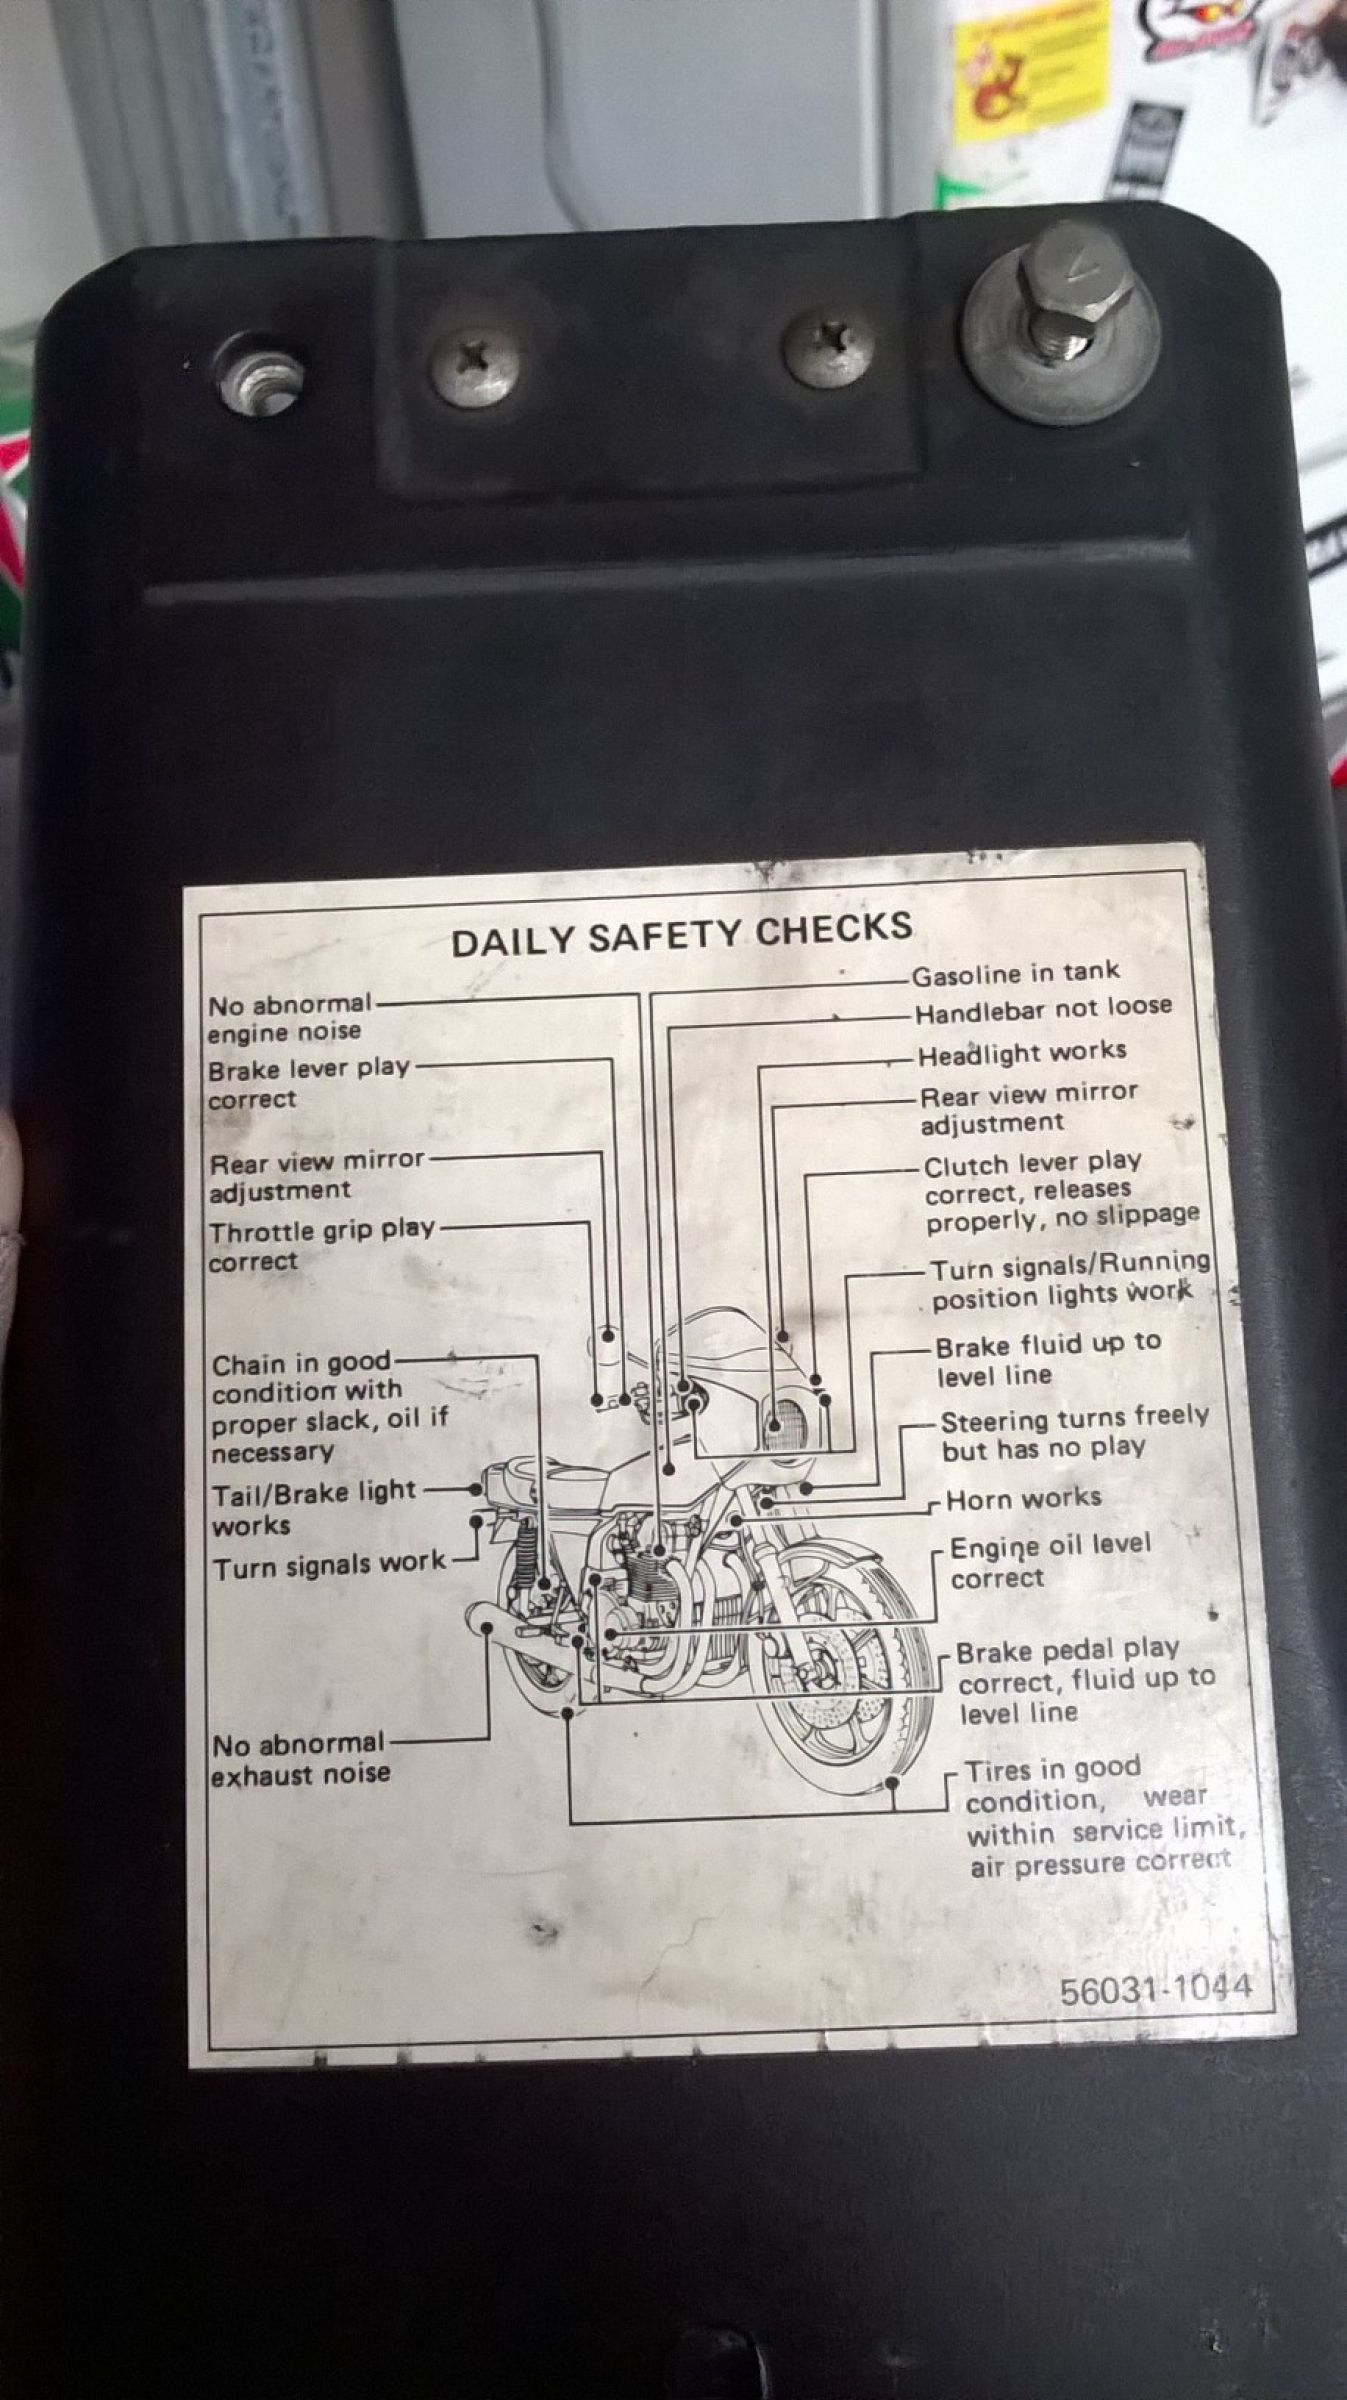 DAILY SAFETY CHECKS
No abnormal
engine noise
Brake lever play
correct
Rear view mirror
adjustment
Throttle grip play
correct
Chain in good
condition with
proper slack, oil if
necessary
Tail/Brake light
works
Turn signals work
No abnormal
exhaust noise
Gasoline in tank
Handlebar not loose
Headlight works
Rear view mirror
adjustment
Clutch lever play
correct, releases
properly, no slippage
Turn signals/Running
position lights work
Brake fluid up to
level line
Steering turns freely
but has no play
Horn works
Engine oil level
correct
Brake pedal play
correct, fluid up to
level line
Tires in good
condition, wear
within service limit,
air pressure correct
56031-1044